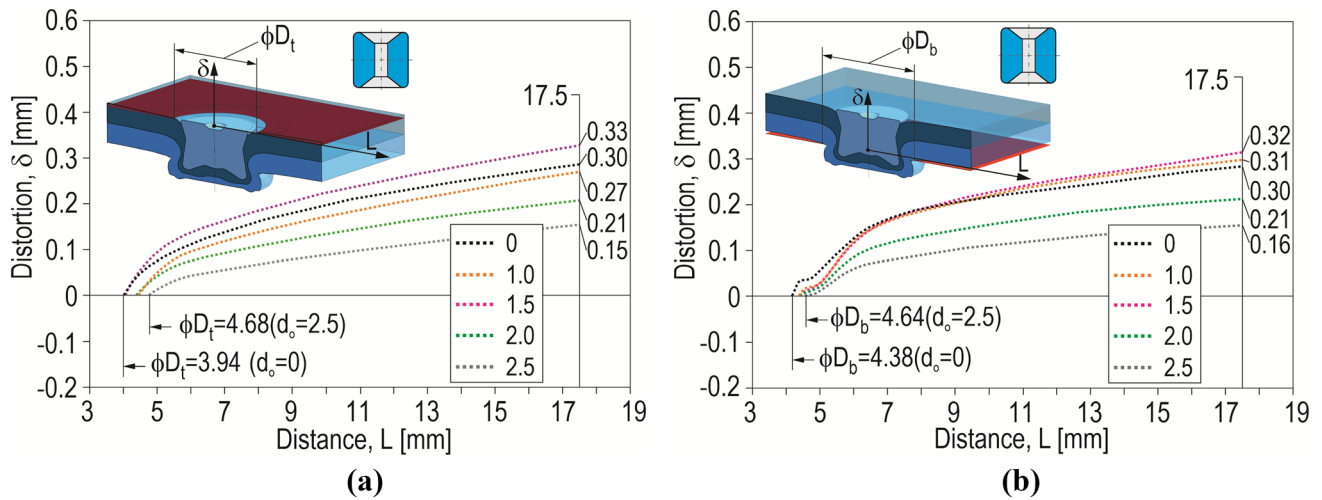 0.6
0.5
0.4
0.3
0.2
0.1
0
-0.1
-0.2
Distortion, δ [mm]
ϕDt
δ
L
17.5
0.33
0.30
0.27
0.21
0.15
0
1.0
1.5
2.0
2.5
ϕDt=4.68(do=2.5)
ϕDt=3.94 (do=0)
3 5 7 9 11 13 15 17 19
Distance, L [mm]
(a)
0.6
0.5
0.4
0.3
0.2
0.1
0
-0.1
-0.2
Distortion, δ [mm]
ϕDb
δ
L
17.5
0.32
0.31
0.30
0.21
0.16
0
1.0
1.5
2.0
2.5
ϕDb=4.64(do=2.5)
ϕDb=4.38(do=0)
3 5 7 9 11 13 15 17 19
Distance, L [mm]
(b)